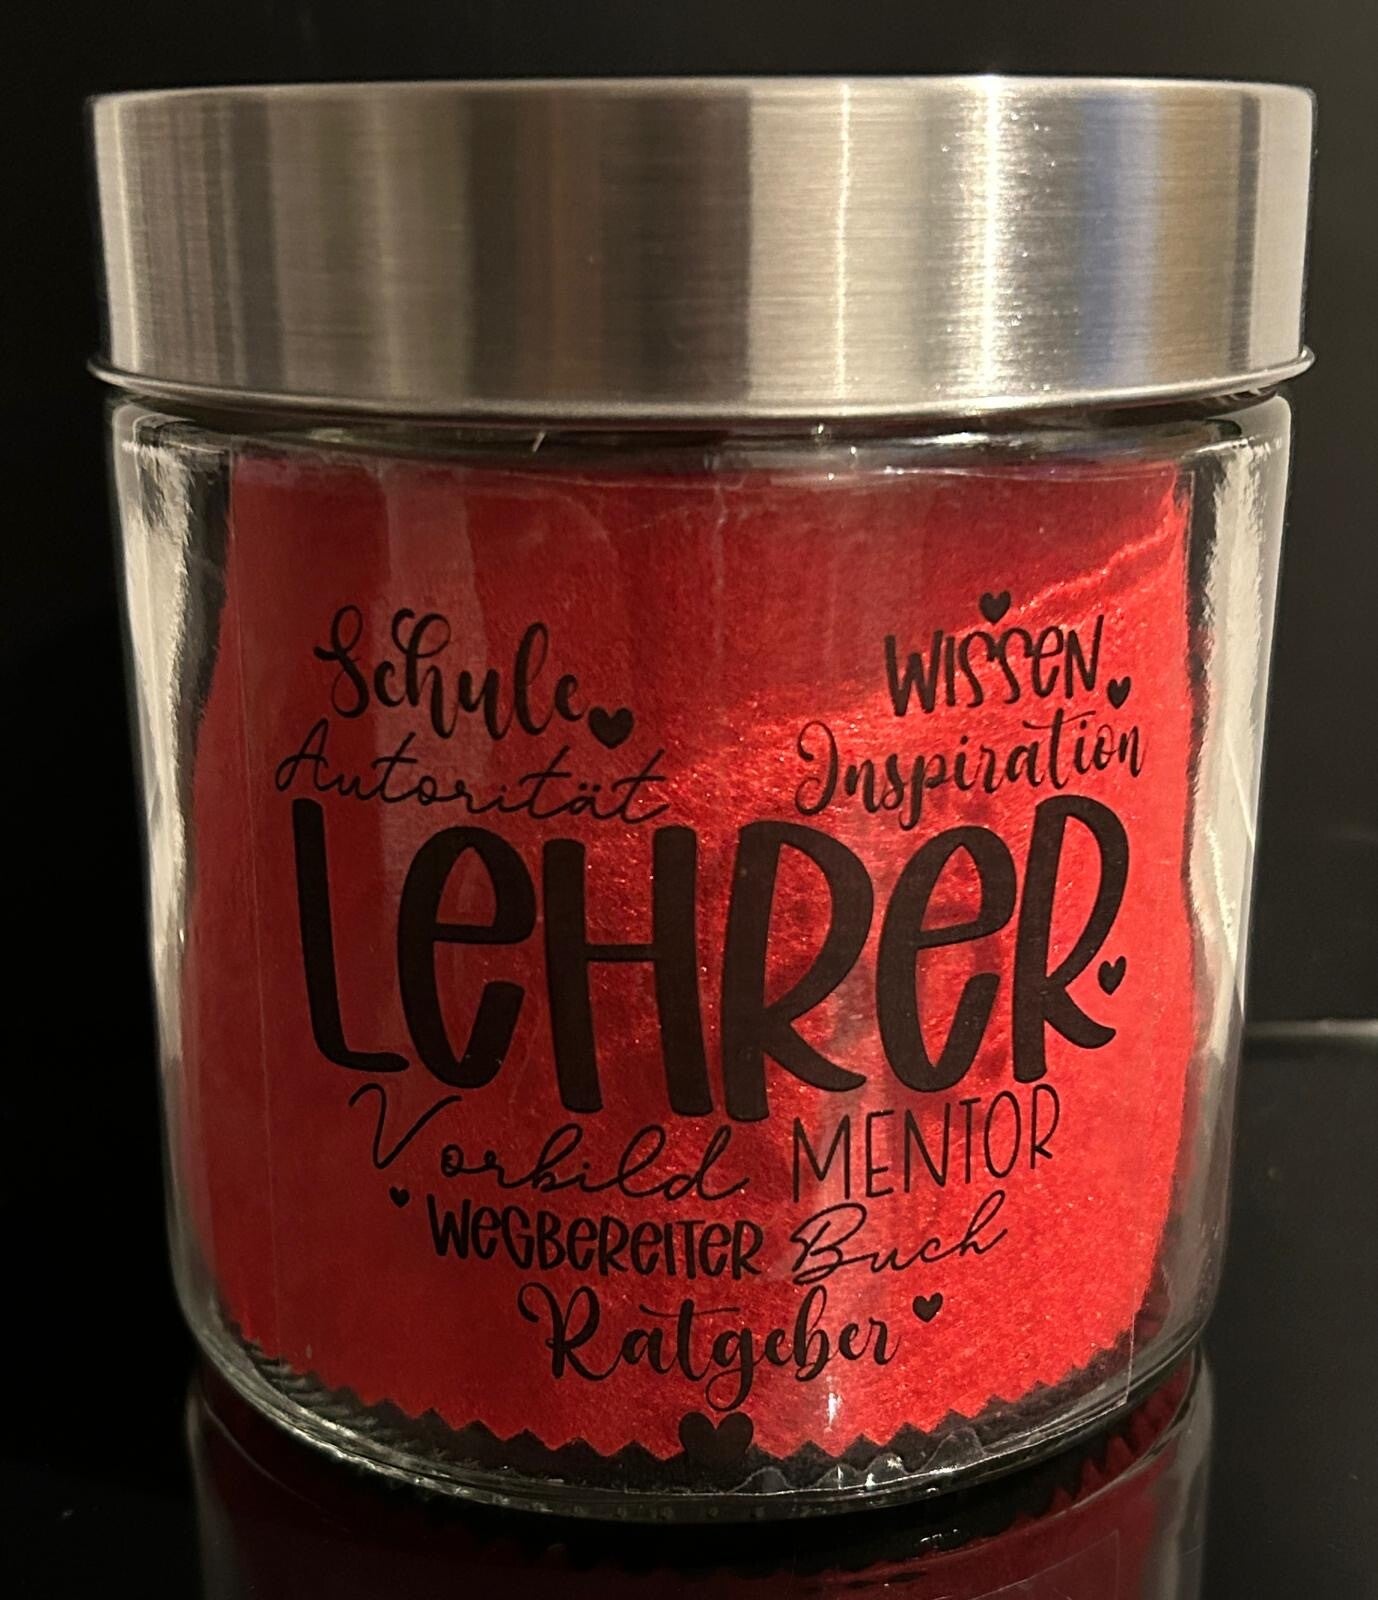 Schule
WISSEN
Autorität
Inspiration
LEHRER
Vorbild MENTOR
WEGBEREITER Buch
Ratgeber